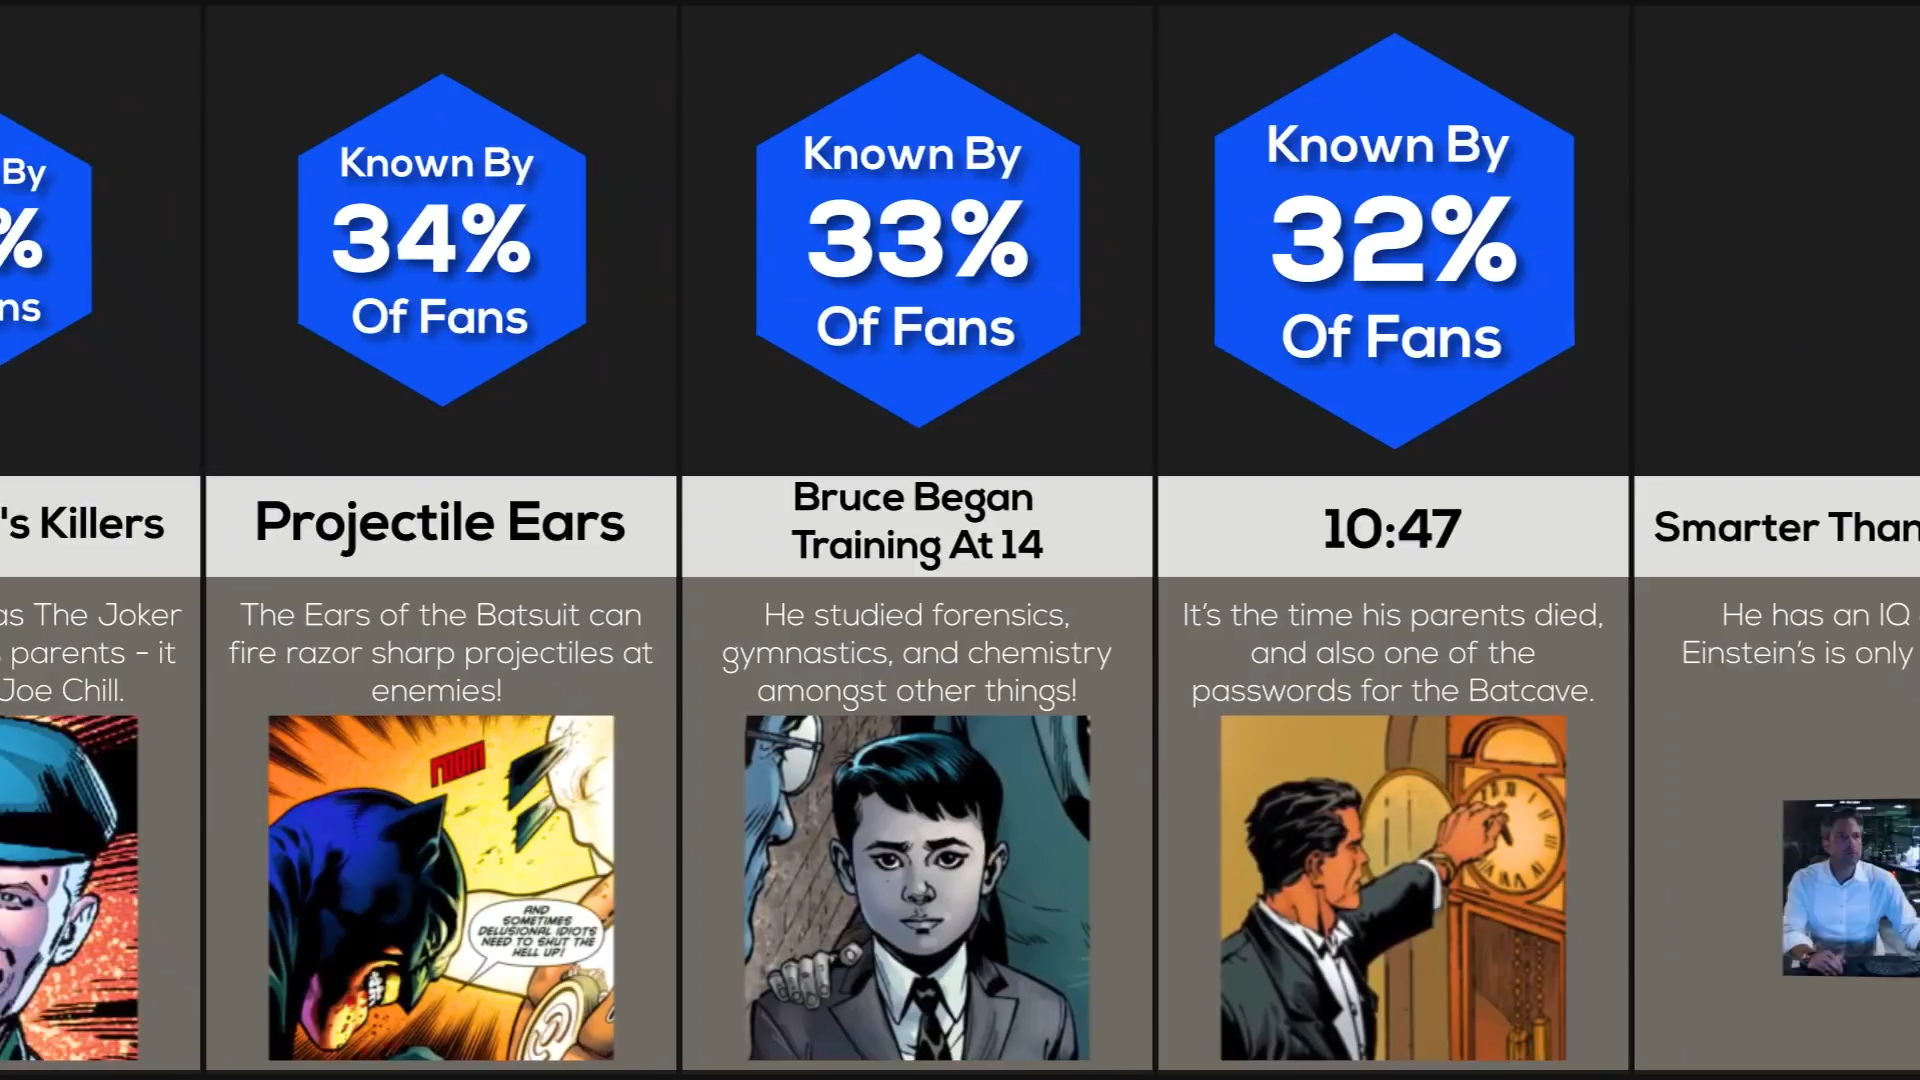 By
%
ns
's Killers
as The Joker
parents - it
Joe Chill.
Known By
34%
Of Fans
Projectile Ears
The Ears of the Batsuit can
fire razor sharp projectiles at
enemies!
AND
SOMETIMES
DELUSIONAL IDIOTS
NEED TO SHUT THE
HELL UP!
Known By
33%
Of Fans
Bruce Began
Training At 14
He studied forensics,
gymnastics, and chemistry
amongst other things!
Known By
32%
Of Fans
10:47
It's the time his parents died,
and also one of the
passwords for the Batcave.
Smarter Than
He has an IQ
Einstein's is only